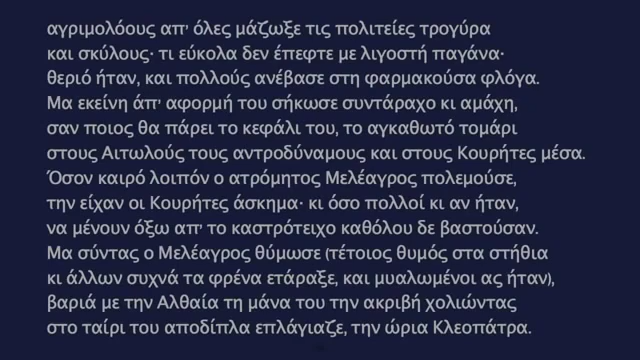 αγριμολόους απ' όλες μάζωξε τις πολιτείες τρογύρα
και σκύλους· τι εύκολα δεν έπεφτε με λιγοστή παγάνα·
θεριό ήταν, και πολλούς ανέβασε στη φαρμακούσα φλόγα.
Μα εκείνη άπ' αφορμή του σήκωσε συντάραχο κι αμάχη,
σαν ποιος θα πάρει το κεφάλι του, το αγκαθωτό τομάρι
στους Αιτωλούς τους αντροδύναμους και στους Κουρήτες μέσα.
Όσον καιρό λοιπόν ο ατρόμητος Μελέαγρος πολεμούσε,
την είχαν οι Κουρήτες άσκημα· κι όσο πολλοί κι αν ήταν,
να μένουν όξω απ' το καστρότειχο καθόλου δε βαστούσαν.
Μα σύντας ο Μελέαγρος θύμωσε (τέτοιος θυμός στα στήθια
κι άλλων συχνά τα φρένα ετάραξε, και μυαλωμένοι ας ήταν),
βαριά με την Αλθαία τη μάνα του την ακριβή χολιώντας
στο ταίρι του αποδίπλα επλάγιαζε, την ώρια Κλεοπάτρα.